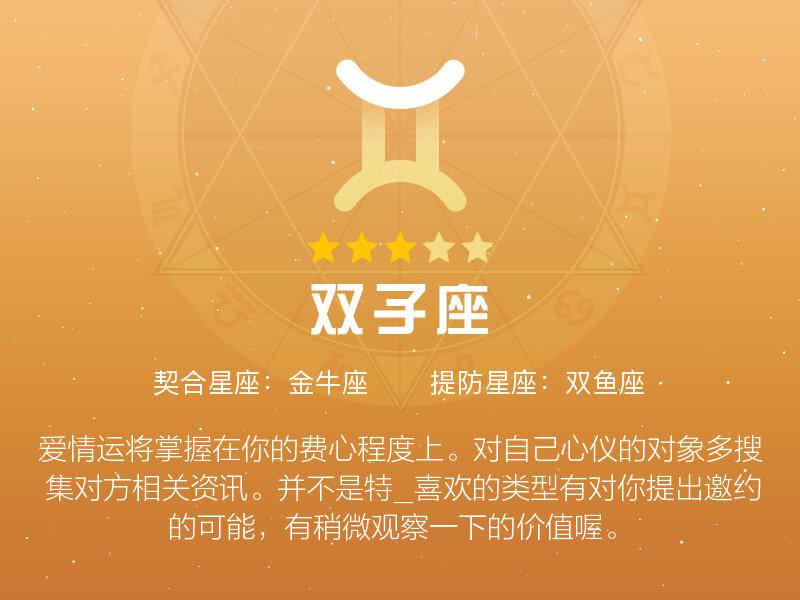 双子座
契合星座：金牛座 提防星座：双鱼座
爱情运将掌握在你的费心程度上。对自己心仪的对象多搜
集对方相关资讯。并不是特_喜欢的类型有对你提出邀约
的可能，有稍微观察一下的价值喔。